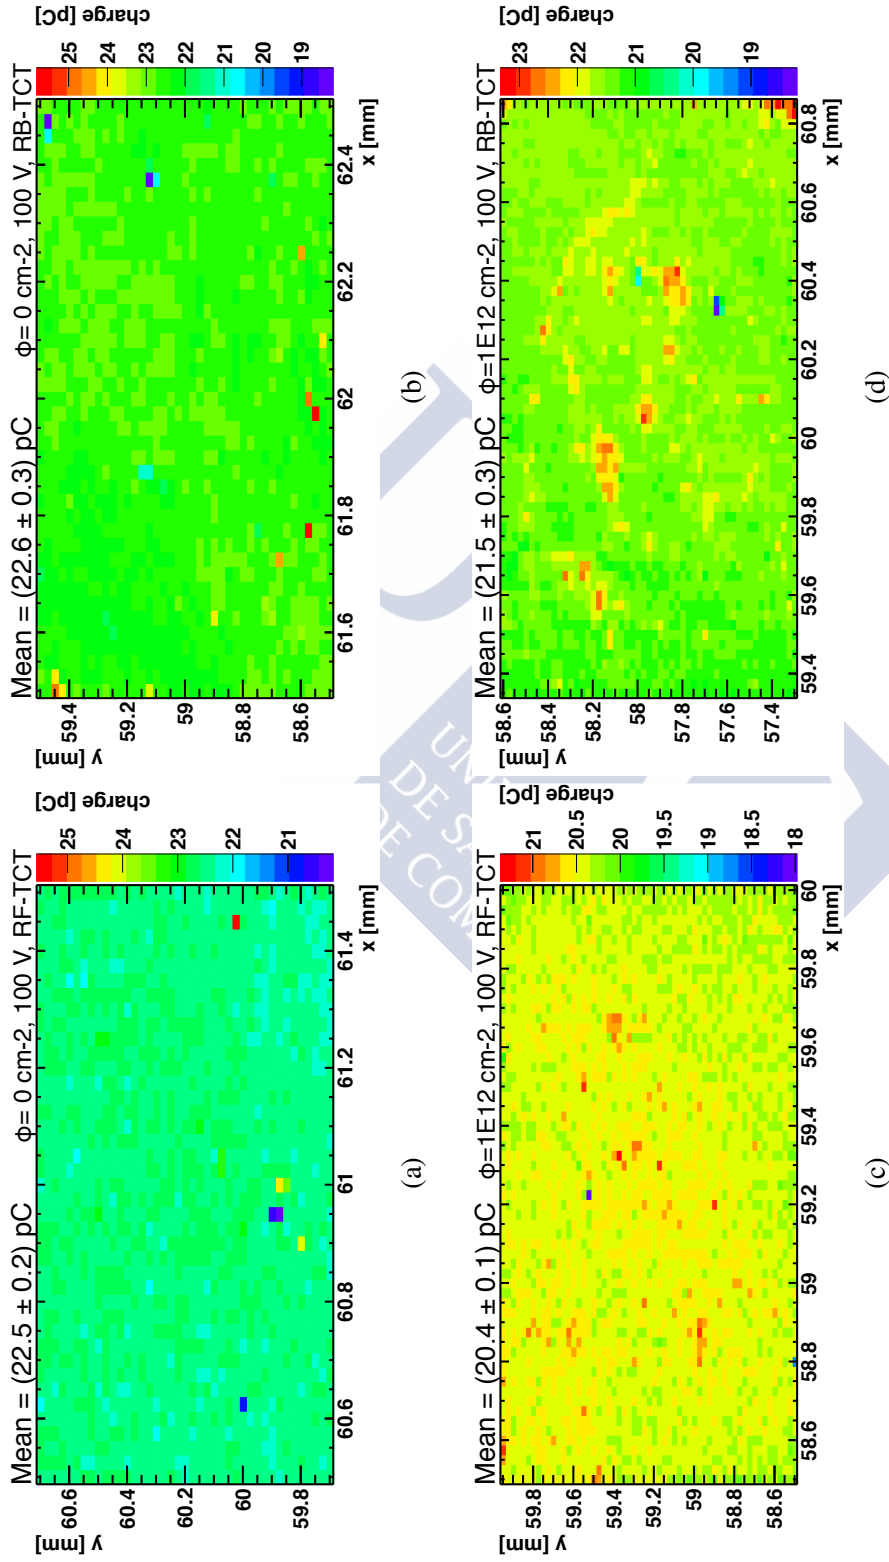 Mean = (22.5 ± 0.2) pC ϕ= 0 cm-2, 100 V, RF-TCT
y [mm]
60.6
60.4
60.2
60
59.8
60.6 60.8 61 61.2 61.4
x [mm]
charge [pC]
25
24
23
22
21
(a)
Mean = (22.6 ± 0.3) pC ϕ= 0 cm-2, 100 V, RB-TCT
y [mm]
59.4
59.2
59
58.8
58.6
61.6 61.8 62 62.2 62.4
x [mm]
charge [pC]
25
24
23
22
21
20
19
(b)
Mean = (20.4 ± 0.1) pC ϕ=1E12 cm-2, 100 V, RF-TCT
y [mm]
59.8
59.6
59.4
59.2
59
58.8
58.6
58.6 58.8 59 59.2 59.4 59.6 59.8 60
x [mm]
charge [pC]
21
20.5
20
19.5
19
18.5
18
(c)
Mean = (21.5 ± 0.3) pC ϕ=1E12 cm-2, 100 V, RB-TCT
y [mm]
58.6
58.4
58.2
58
57.8
57.6
57.4
59.4 59.6 59.8 60 60.2 60.4 60.6 60.8
x [mm]
charge [pC]
23
22
21
20
19
(d)
DE
DE COM